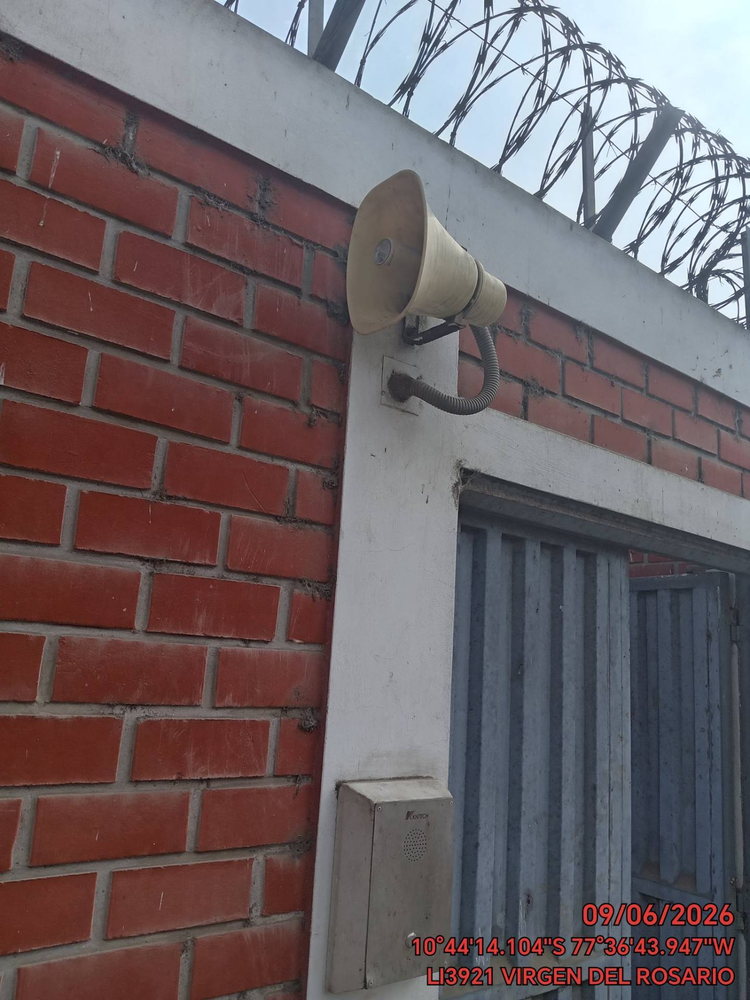 KNTECH
09/06/2026
10°44'14.104"S 77°36'43.947"W
LI3921 VIRGEN DEL ROSARIO